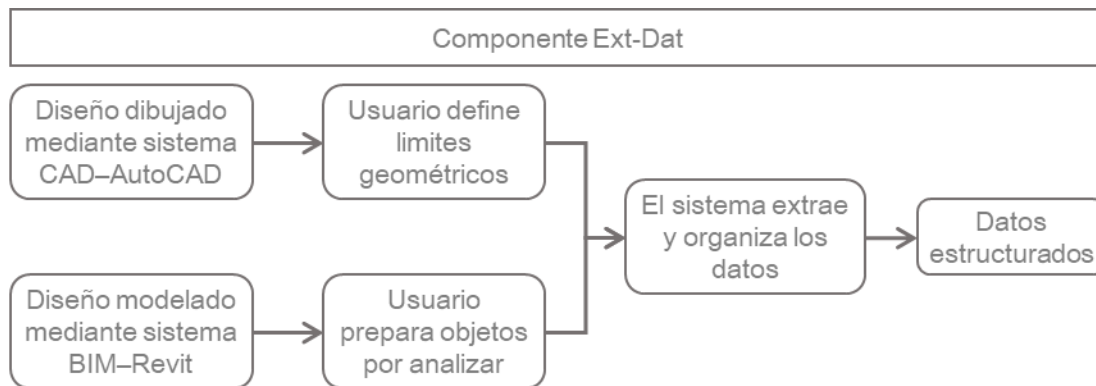 Componente Ext-Dat
Diseño dibujado
mediante sistema
CAD–AutoCAD
Usuario define
limites
geométricos
El sistema extrae
y organiza los
datos
Datos
estructurados
Diseño modelado
mediante sistema
BIM–Revit
Usuario
prepara objetos
por analizar